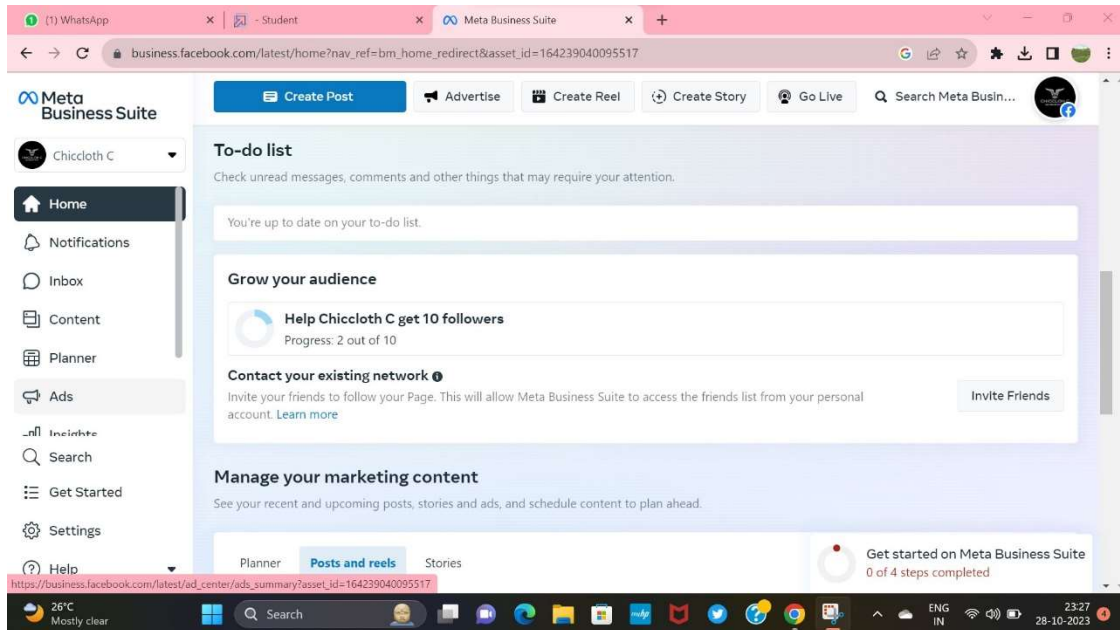 (1) WhatsApp
- Student
Meta Business Suite
business.facebook.com/latest/home?nav_ref=bm_home_redirect&asset_id=164239040095517
Meta
Business Suite
Create Post
Advertise
Create Reel
Create Story
Go Live
Search Meta Busin...
Chiccloth C
Home
Notifications
Inbox
Content
Planner
Ads
Insights
Search
Get Started
Settings
Help
To-do list
Check unread messages, comments and other things that may require your attention.
You're up to date on your to-do list.
Grow your audience
Help Chiccloth C get 10 followers
Progress: 2 out of 10
Contact your existing network
Invite your friends to follow your Page. This will allow Meta Business Suite to access the friends list from your personal
account. Learn more
Invite Friends
Manage your marketing content
See your recent and upcoming posts, stories and ads, and schedule content to plan ahead.
Planner
Posts and reels
Stories
Get started on Meta Business Suite
0 of 4 steps completed
https://business.facebook.com/latest/ad_center/ads_summary?asset_id=164239040095517
26°C
Mostly clear
Search
myhp
ENG
IN
23:27
28-10-2023
4